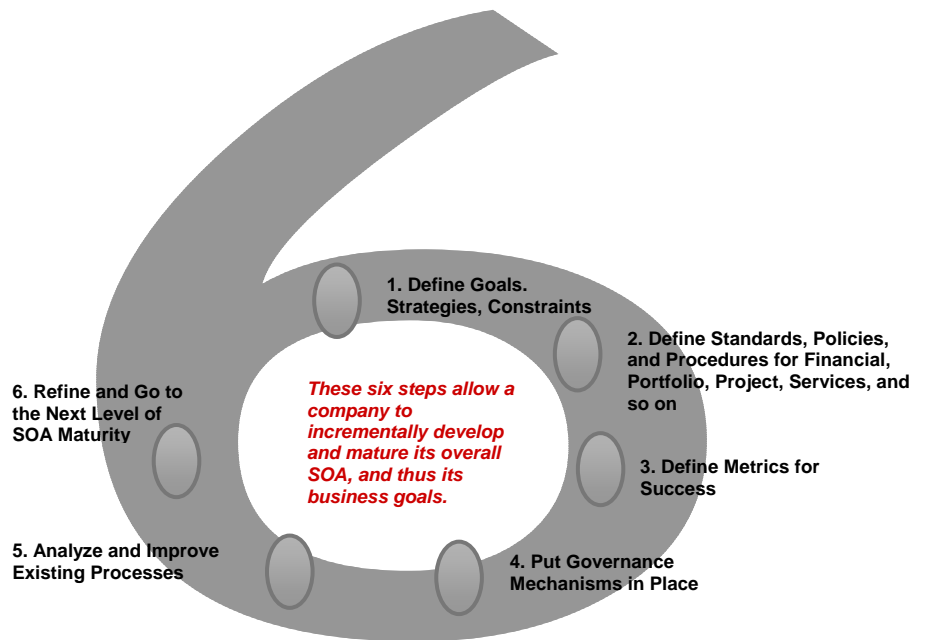 1. Define Goals.
Strategies, Constraints
2. Define Standards, Policies,
and Procedures for Financial,
Portfolio, Project, Services, and
so on
3. Define Metrics for
Success
4. Put Governance
Mechanisms in Place
5. Analyze and Improve
Existing Processes
6. Refine and Go to
the Next Level of
SOA Maturity
These six steps allow a
company to
incrementally develop
and mature its overall
SOA, and thus its
business goals.